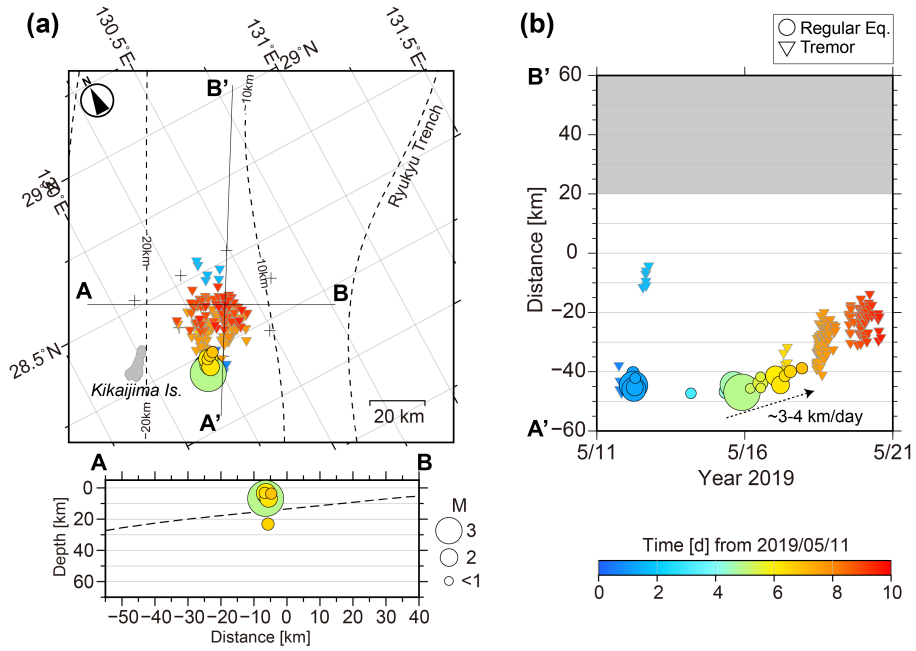 (a)
130.5°E
131°E
29°N
131.5°E
N
B'
10km
Ryukyu Trench
29°N
130°E
20km
10km
A
B
28.5°N
Kikaijima Is.
20km
A'
20 km
A
B
0
20
40
60
Depth [km]
−50 −40 −30 −20 −10 0 10 20 30 40
Distance [km]
M
3
2
<1
(b)
Regular Eq.
Tremor
B'
60
40
20
0
−20
−40
−60
Distance [km]
A'
~3-4 km/day
5/11 5/16 5/21
Year 2019
Time [d] from 2019/05/11
0 2 4 6 8 10